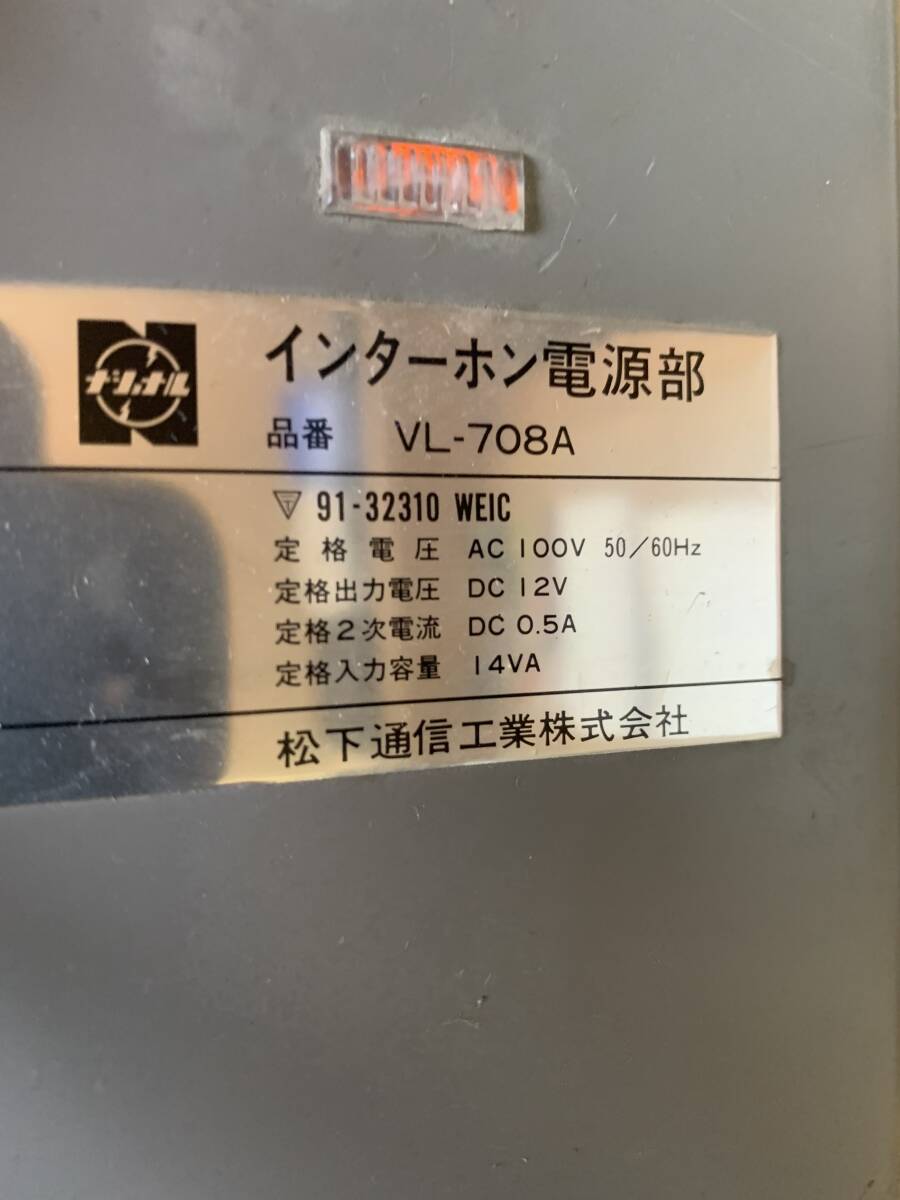 インターホン電源部
ナショナル
品番 VL-708A
〒 91-32310 WEIC
定格電圧 AC 100V 50/60Hz
定格出力電圧 DC 12V
定格2次電流 DC 0.5A
定格入力容量 14VA
松下通信工業株式会社